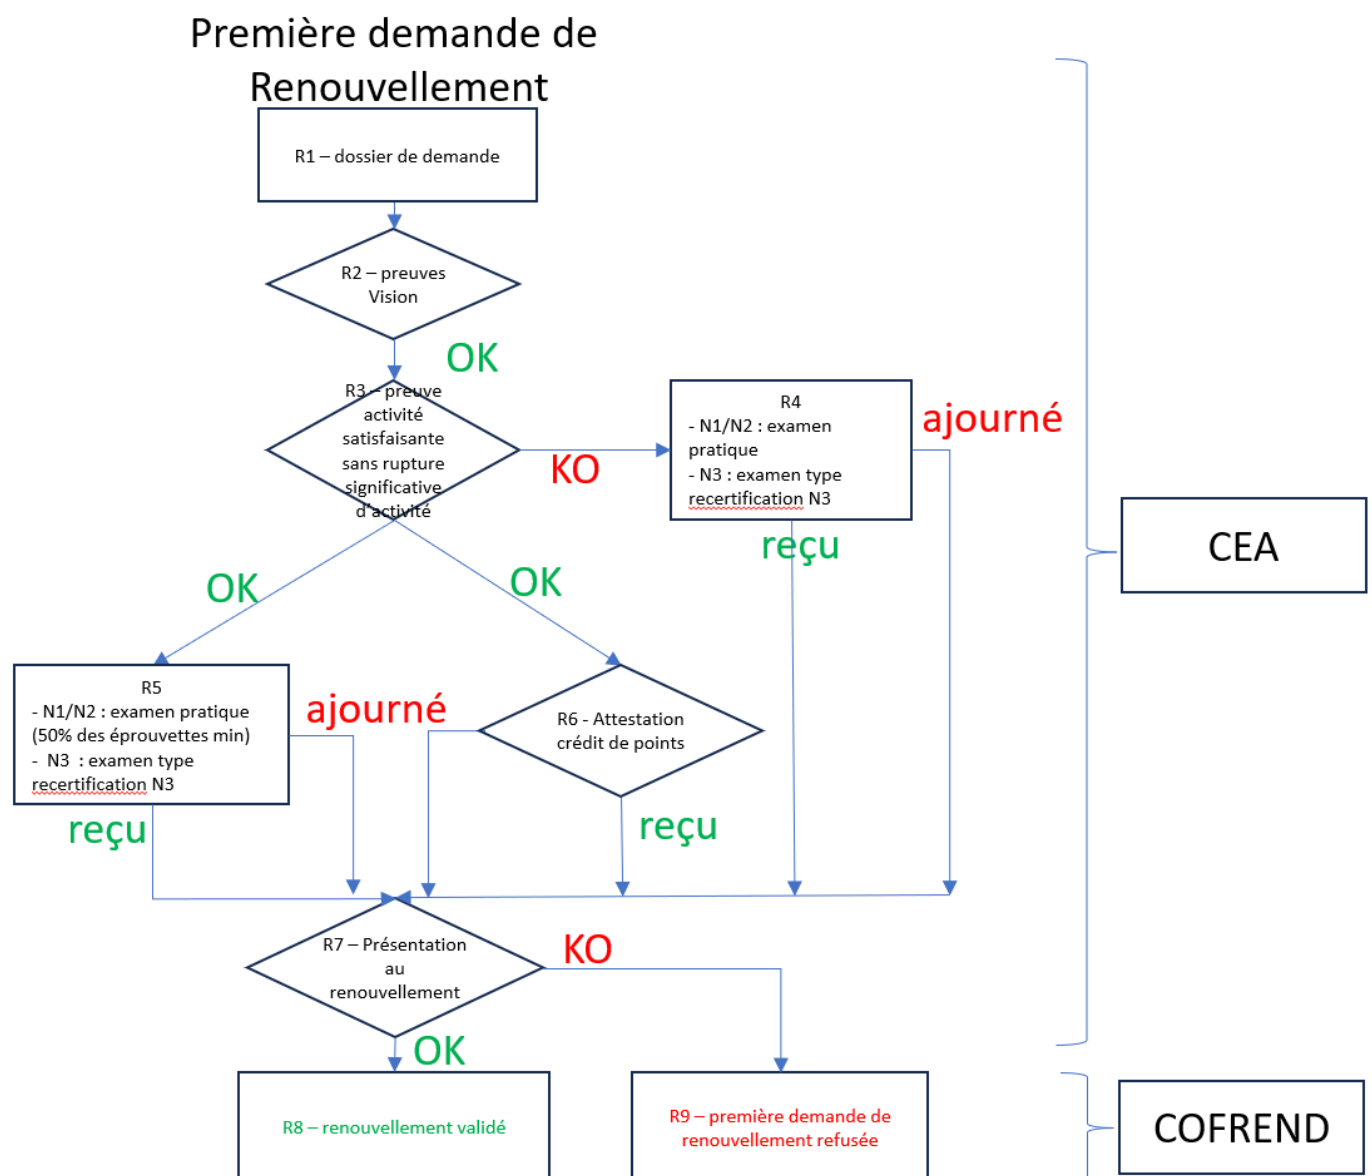 Première demande de
Renouvellement
R1 – dossier de demande
R2 – preuves
Vision
OK
R3 – preuve
activité
satisfaisante
sans rupture
significative
d'activité
KO
R4
- N1/N2 : examen
pratique
- N3 : examen type
recertification N3
ajourné
reçu
CEA
OK
OK
R5
- N1/N2 : examen pratique
(50% des éprouvettes min)
- N3 : examen type
recertification N3
ajourné
reçu
R6 - Attestation
crédit de points
reçu
R7 – Présentation
au
renouvellement
KO
OK
R8 – renouvellement validé
R9 – première demande de
renouvellement refusée
COFREND